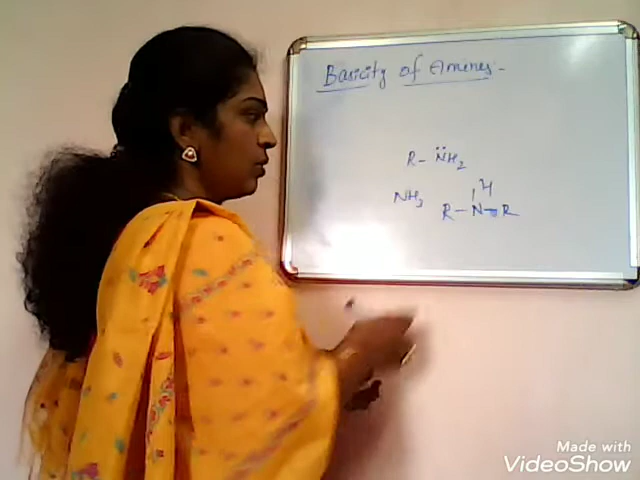 Basicity of Amines:-
R-N̈H₂
H
NH₃ R-N-R
Made with
VideoShow